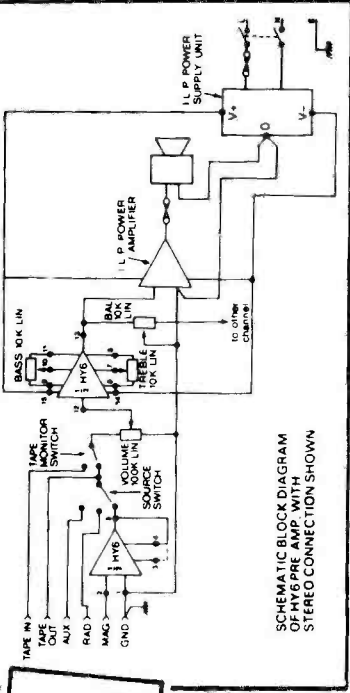 TAPE IN
TAPE
OUT
AUX
RAD
MAG
GND
TAPE
MONITOR
SWITCH
VOLUME
100K LIN
SOURCE
SWITCH
HY6
BASS 10K LIN
HY6
TREBLE
10K LIN
BAL
10K
LIN
to other
channel
I L P POWER
AMPLIFIER
I L P POWER
SUPPLY UNIT
V+
O
V-
L
N
E
SCHEMATIC BLOCK DIAGRAM
OF HY6 PRE AMP. WITH
STEREO CONNECTION SHOWN